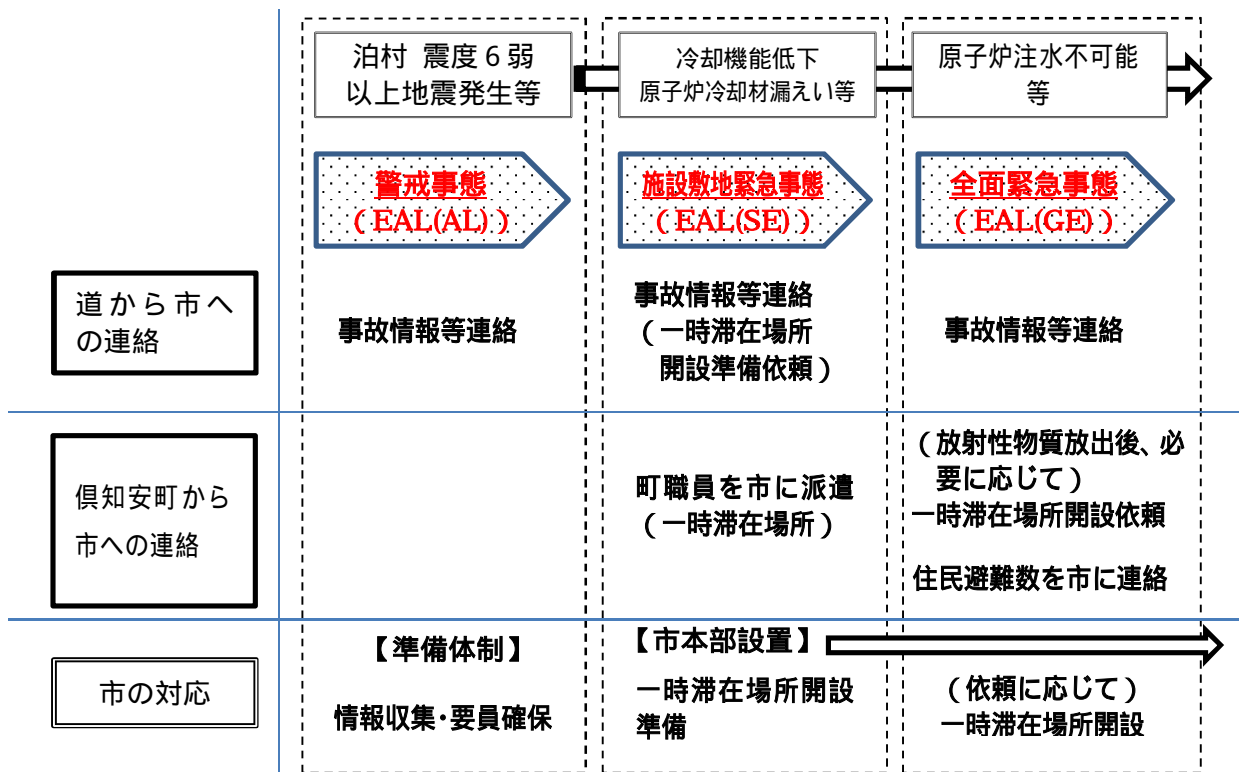 泊村 震度6弱
以上地震発生等
冷却機能低下
原子炉冷却材漏えい等
原子炉注水不可能
等
警戒事態
(EAL(AL))
施設敷地緊急事態
(EAL(SE))
全面緊急事態
(EAL(GE))
道から市へ
の連絡
事故情報等連絡
事故情報等連絡
(一時滞在場所
開設準備依頼)
事故情報等連絡
倶知安町から
市への連絡
町職員を市に派遣
(一時滞在場所)
(放射性物質放出後、必
要に応じて)
一時滞在場所開設依頼
住民避難数を市に連絡
市の対応
【準備体制】
情報収集・要員確保
【市本部設置】
一時滞在場所開設
準備
(依頼に応じて)
一時滞在場所開設